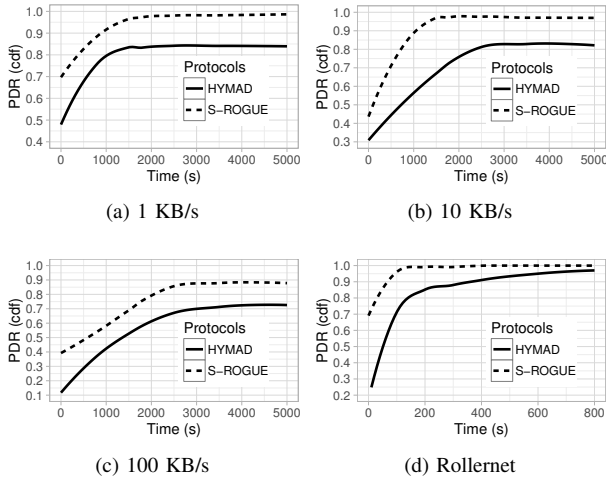 PDR (cdf)
1.0
0.9
0.8
0.7
0.6
0.5
0.4
Protocols
HYMAD
S-ROGUE
0 1000 2000 3000 4000 5000
Time (s)
(a) 1 KB/s
PDR (cdf)
1.0
0.9
0.8
0.7
0.6
0.5
0.4
0.3
Protocols
HYMAD
S-ROGUE
0 1000 2000 3000 4000 5000
Time (s)
(b) 10 KB/s
PDR (cdf)
1.0
0.9
0.8
0.7
0.6
0.5
0.4
0.3
0.2
0.1
Protocols
HYMAD
S-ROGUE
0 1000 2000 3000 4000 5000
Time (s)
(c) 100 KB/s
PDR (cdf)
1.0
0.9
0.8
0.7
0.6
0.5
0.4
0.3
0.2
Protocols
HYMAD
S-ROGUE
0 200 400 600 800
Time (s)
(d) Rollernet